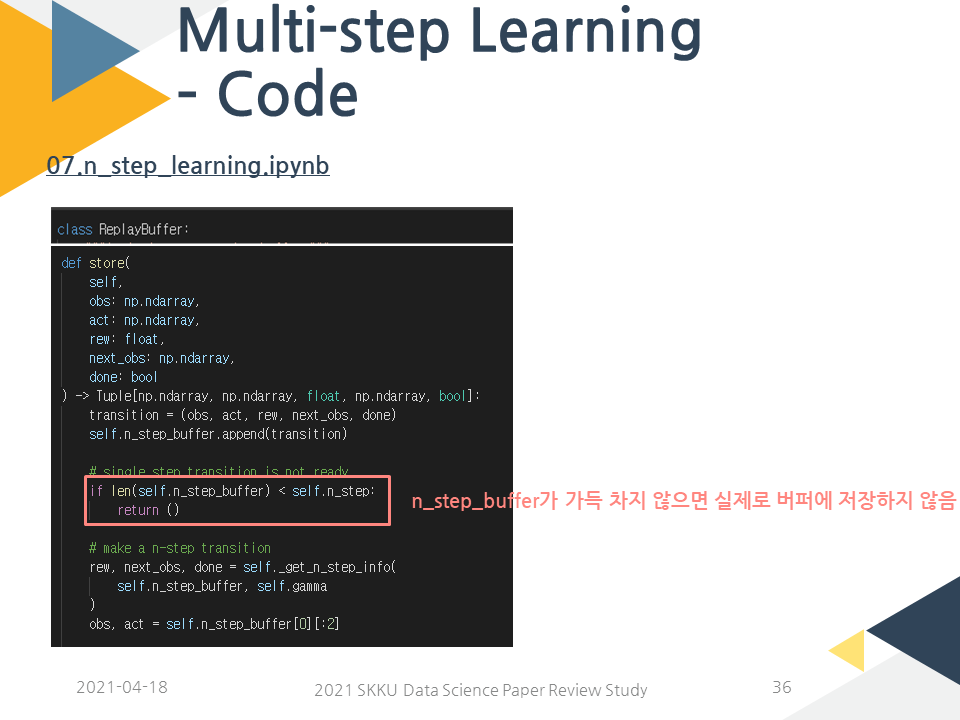 Multi-step Learning
- Code
07.n_step_learning.ipynb
class ReplayBuffer:
def store(
self,
obs: np.ndarray,
act: np.ndarray,
rew: float,
next_obs: np.ndarray,
done: bool
) -> Tuple[np.ndarray, np.ndarray, float, np.ndarray, bool]:
transition = (obs, act, rew, next_obs, done)
self.n_step_buffer.append(transition)
# single step transition is not ready
if len(self.n_step_buffer) < self.n_step:
return ()
n_step_buffer가 가득 차지 않으면 실제로 버퍼에 저장하지 않음
# make a n-step transition
rew, next_obs, done = self._get_n_step_info(
self.n_step_buffer, self.gamma
)
obs, act = self.n_step_buffer[0][:2]
2021-04-18
2021 SKKU Data Science Paper Review Study
36